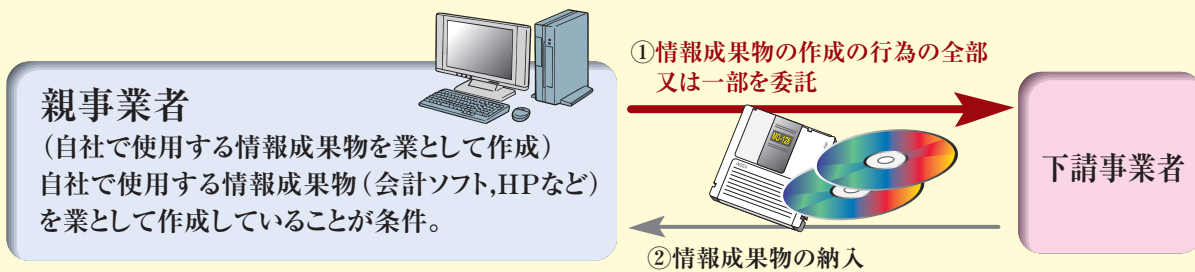 ①情報成果物の作成の行為の全部
又は一部を委託
親事業者
（自社で使用する情報成果物を業として作成）
自社で使用する情報成果物（会計ソフト,HPなど）
を業として作成していることが条件。
下請事業者
②情報成果物の納入